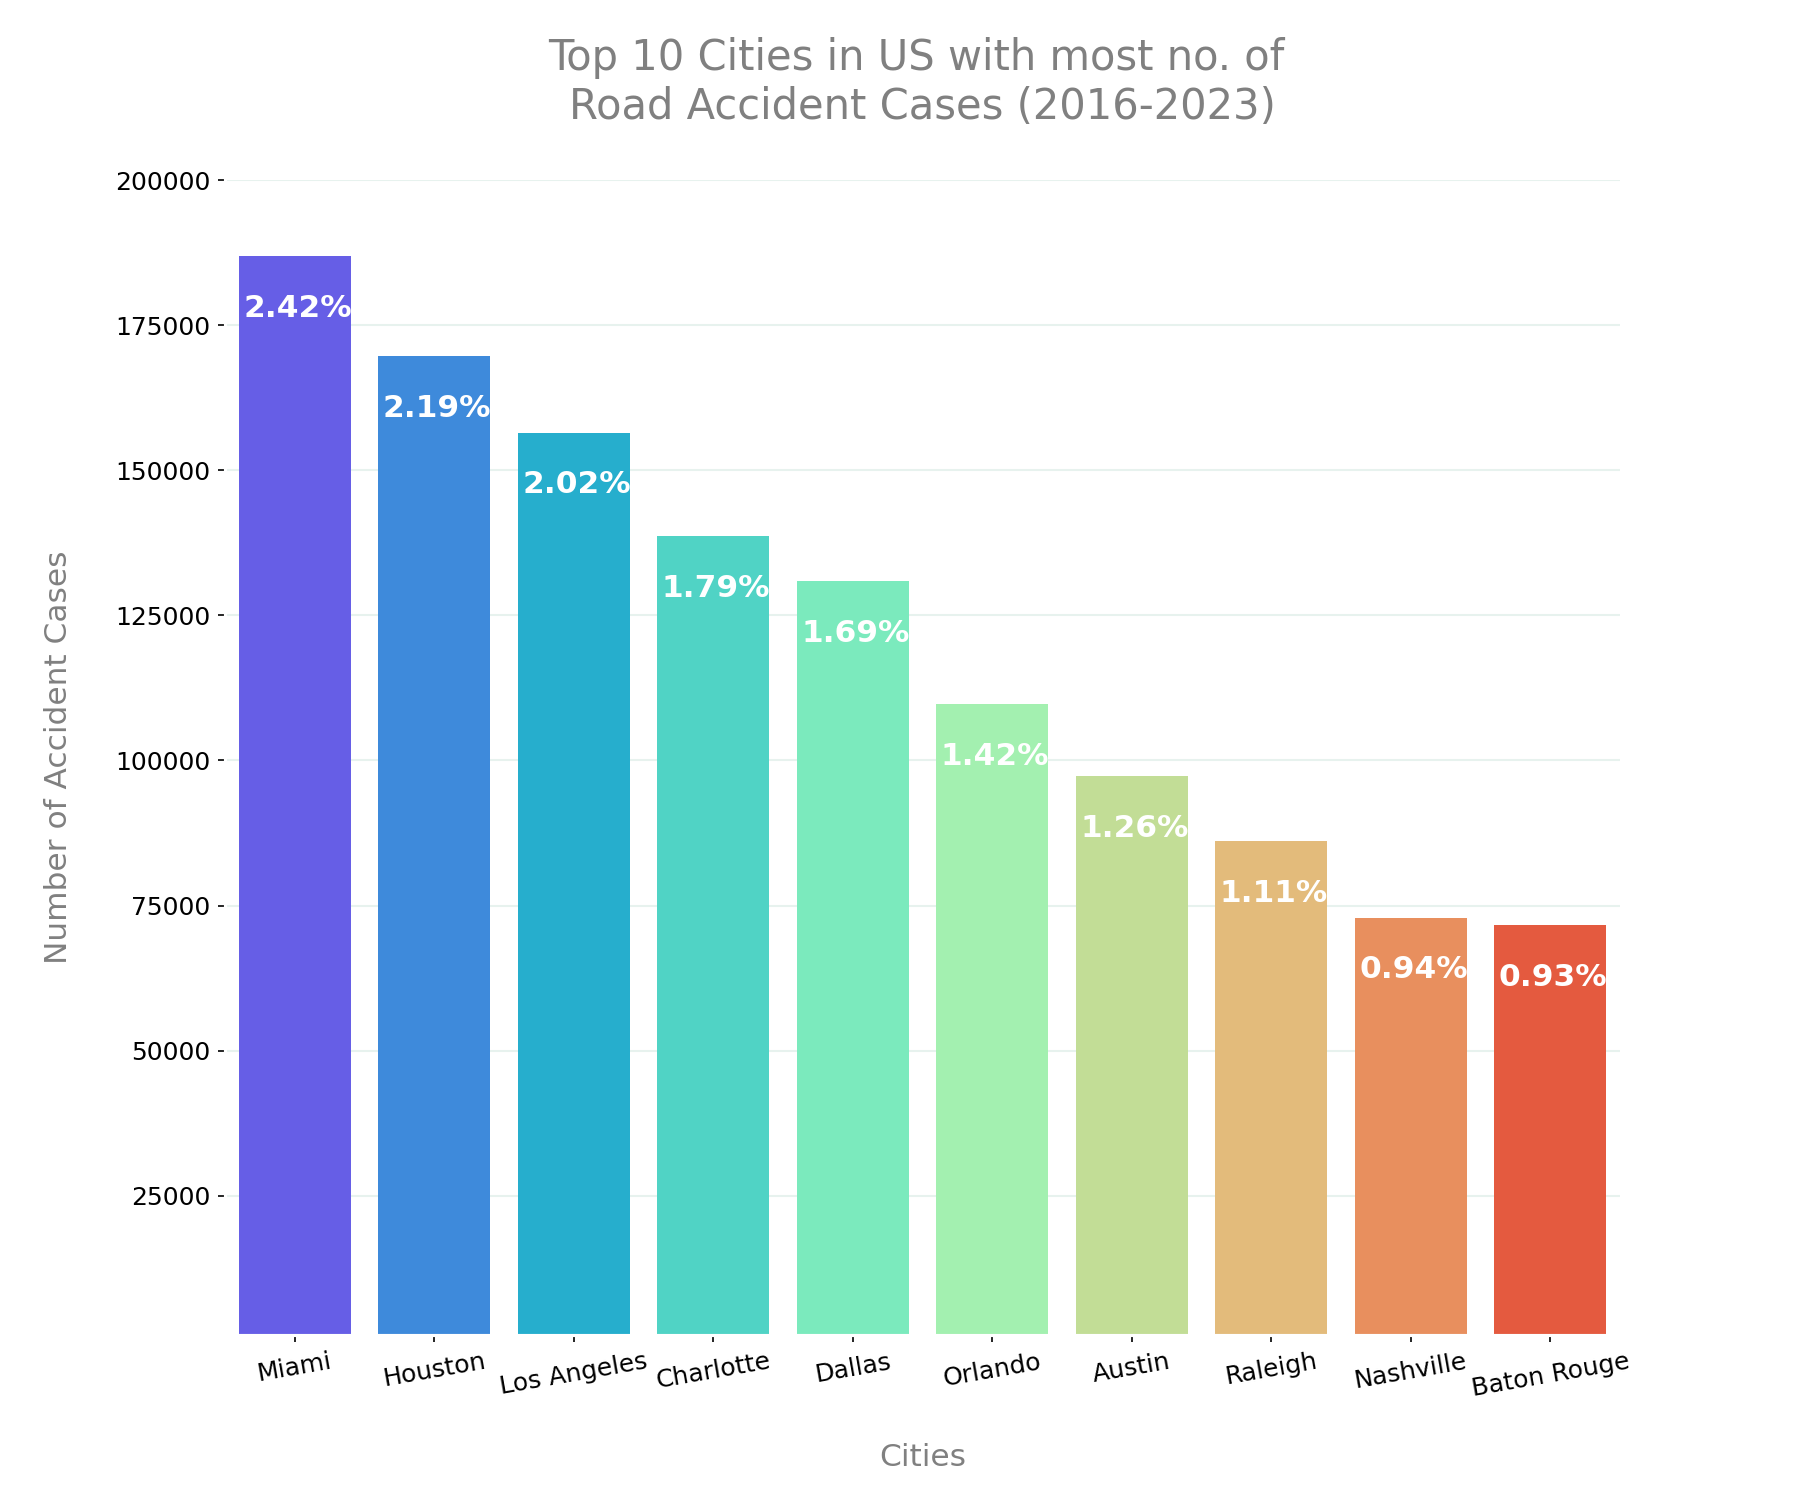 Top 10 Cities in US with most no. of
Road Accident Cases (2016-2023)
200000
175000
150000
125000
100000
75000
50000
25000
Number of Accident Cases
2.42%
2.19%
2.02%
1.79%
1.69%
1.42%
1.26%
1.11%
0.94%
0.93%
Miami
Houston
Los Angeles
Charlotte
Dallas
Orlando
Austin
Raleigh
Nashville
Baton Rouge
Cities